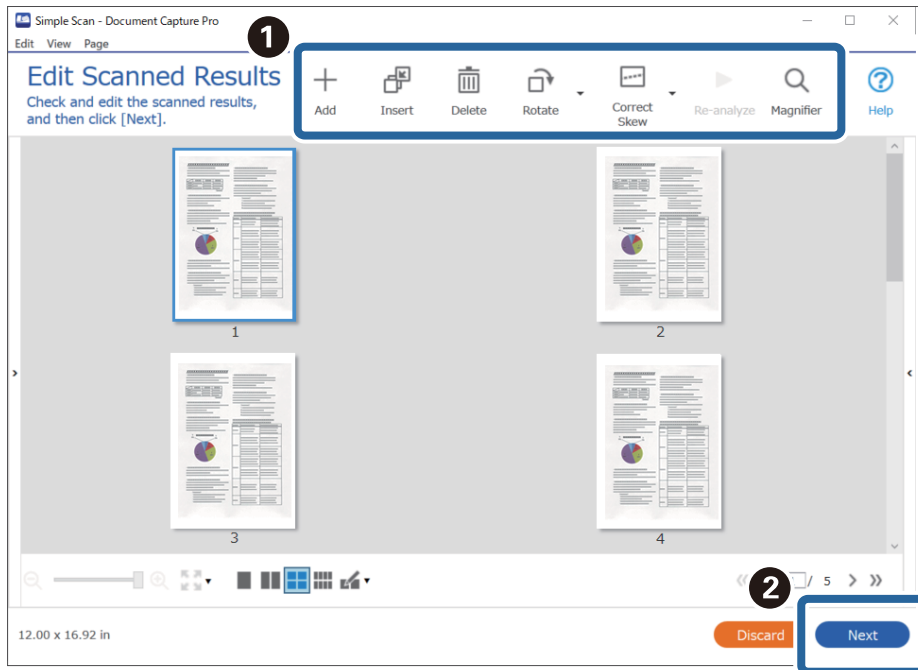 Simple Scan - Document Capture Pro
Edit View Page
1
Edit Scanned Results
Check and edit the scanned results,
and then click [Next].
Add
Insert
Delete
Rotate
Correct
Skew
Re-analyze
Magnifier
Help
1
2
3
4
/ 5
2
12.00 x 16.92 in
Discard
Next